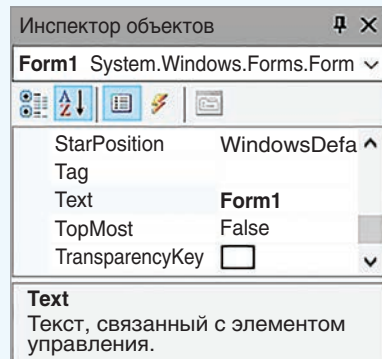 Инспектор объектов
Form1 System.Windows.Forms.Form
StarPosition WindowsDefa
Tag
Text Form1
TopMost False
TransparencyKey
Text
Текст, связанный с элементом
управления.